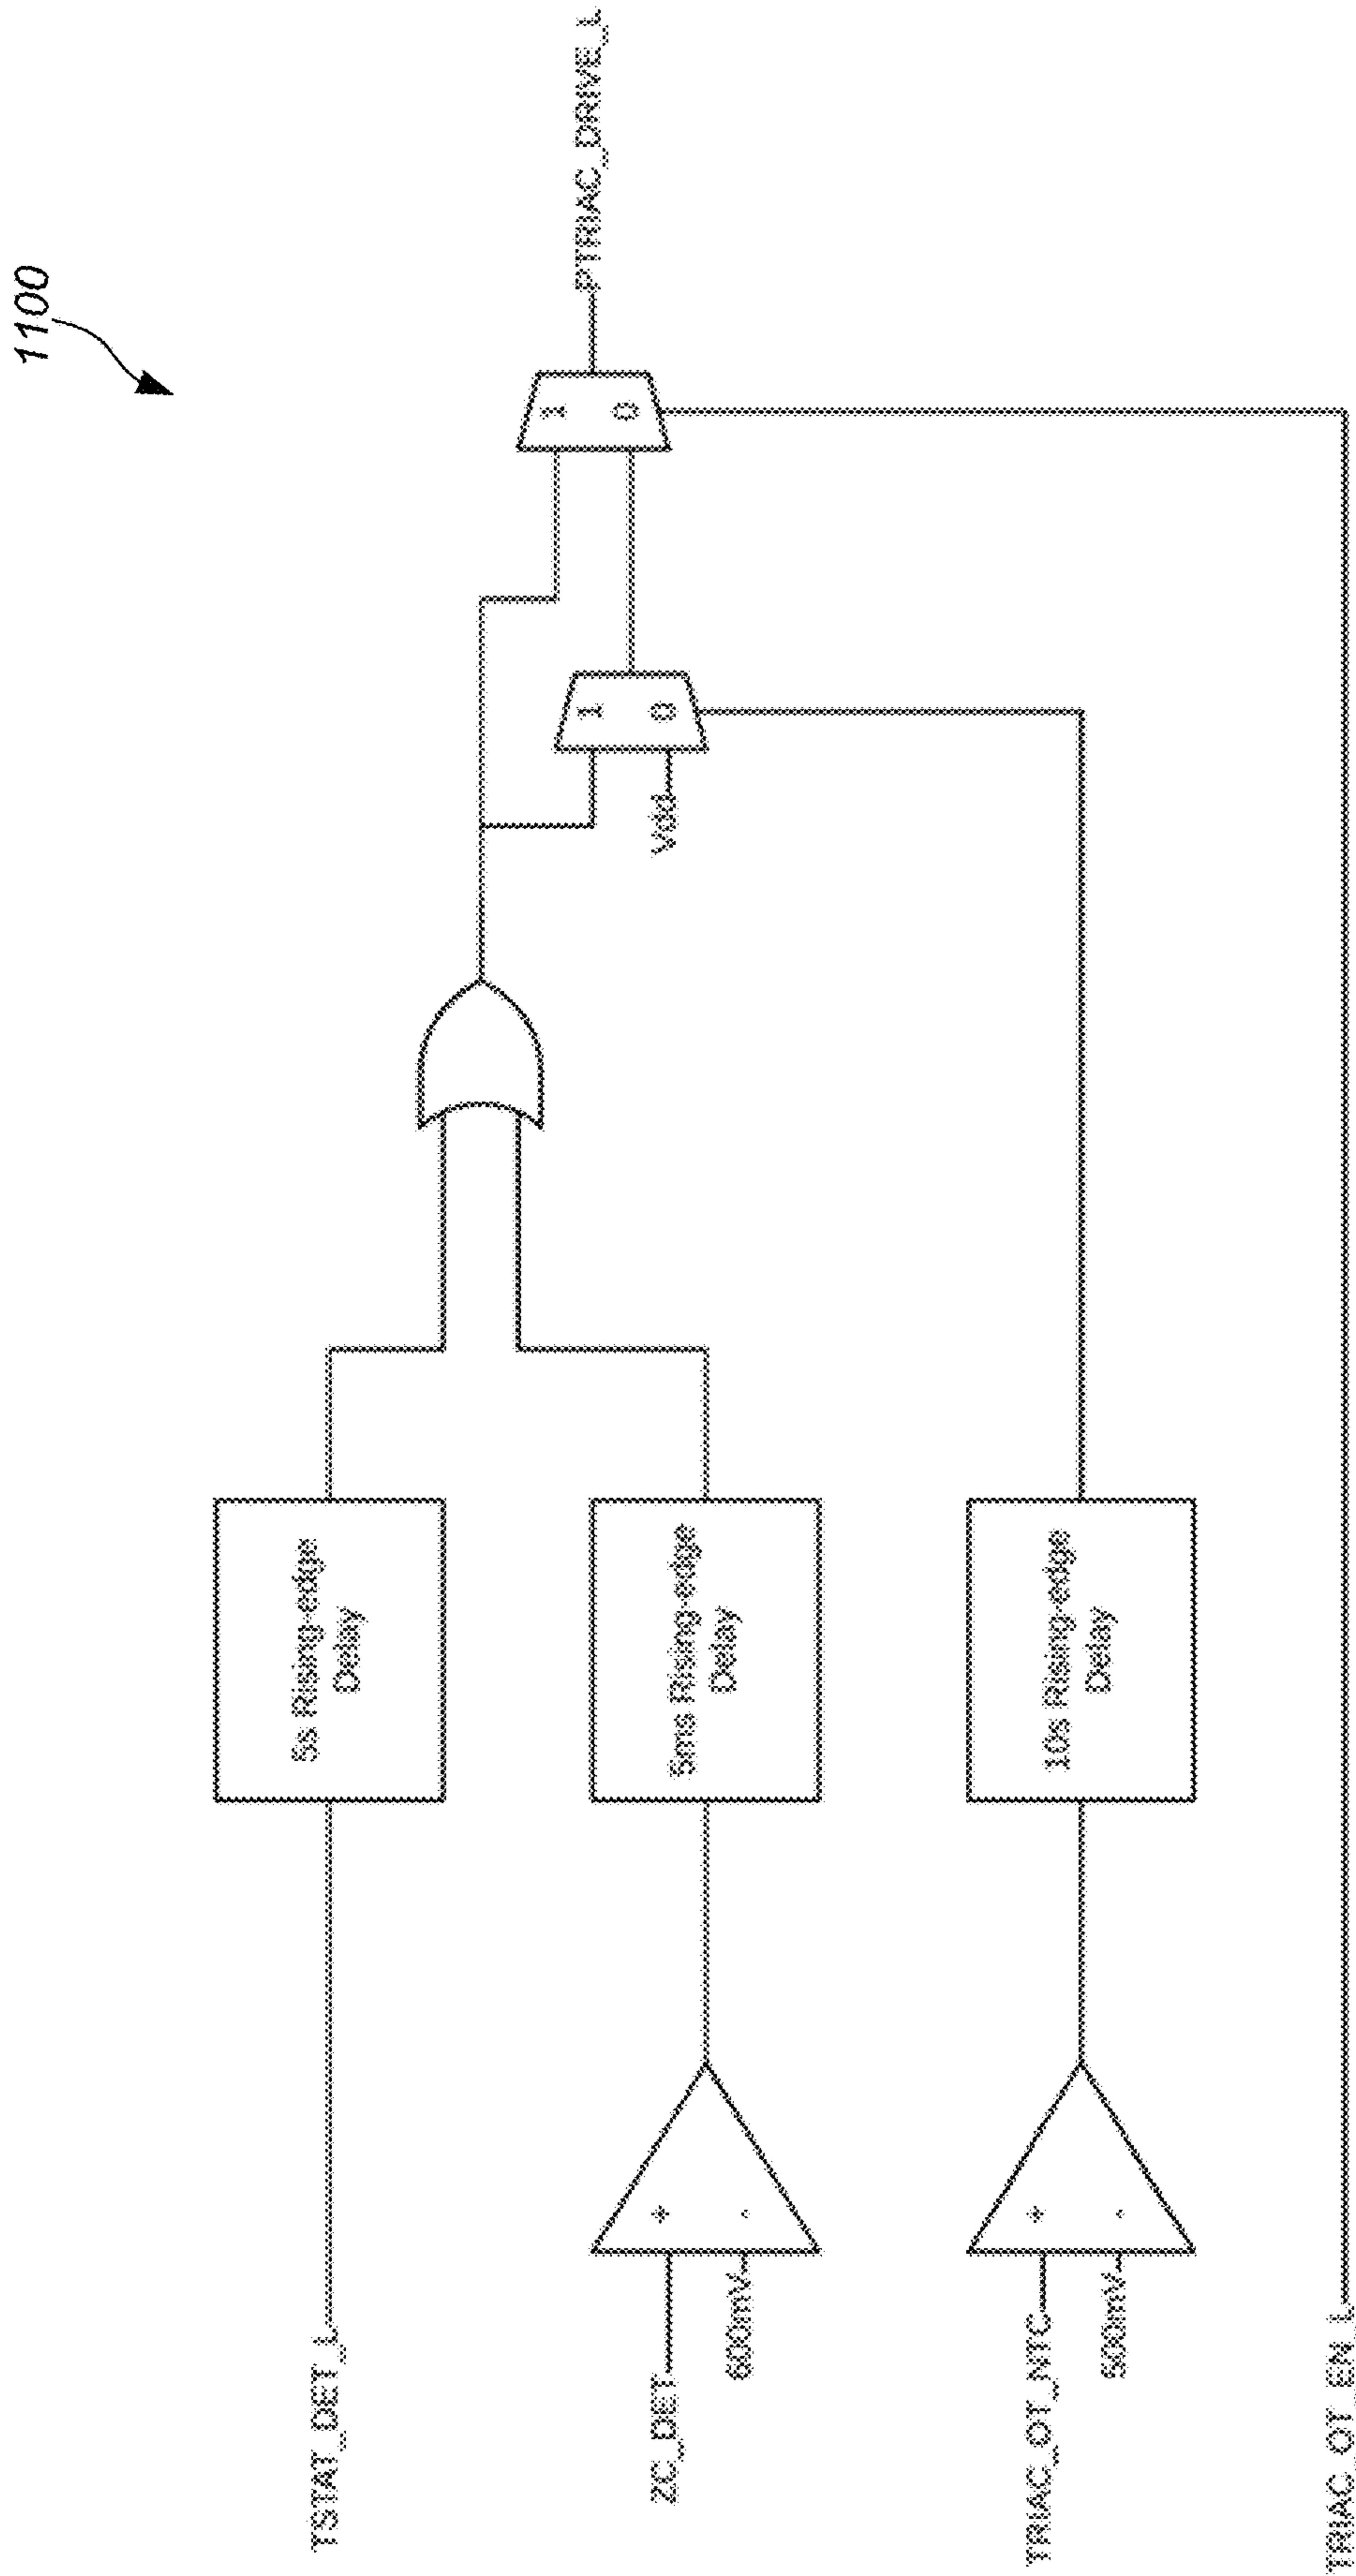 1100
TSTAT_DET_L
5s Rising-edge
Delay
ZC_DET
+
600mV
-
5ms Rising-edge
Delay
TRIAC_OT_NTC
+
500mV
-
10s Rising-edge
Delay
TRIAC_OT_EN_L
Vdd
1
0
1
0
PTRIAC_DRIVE_L